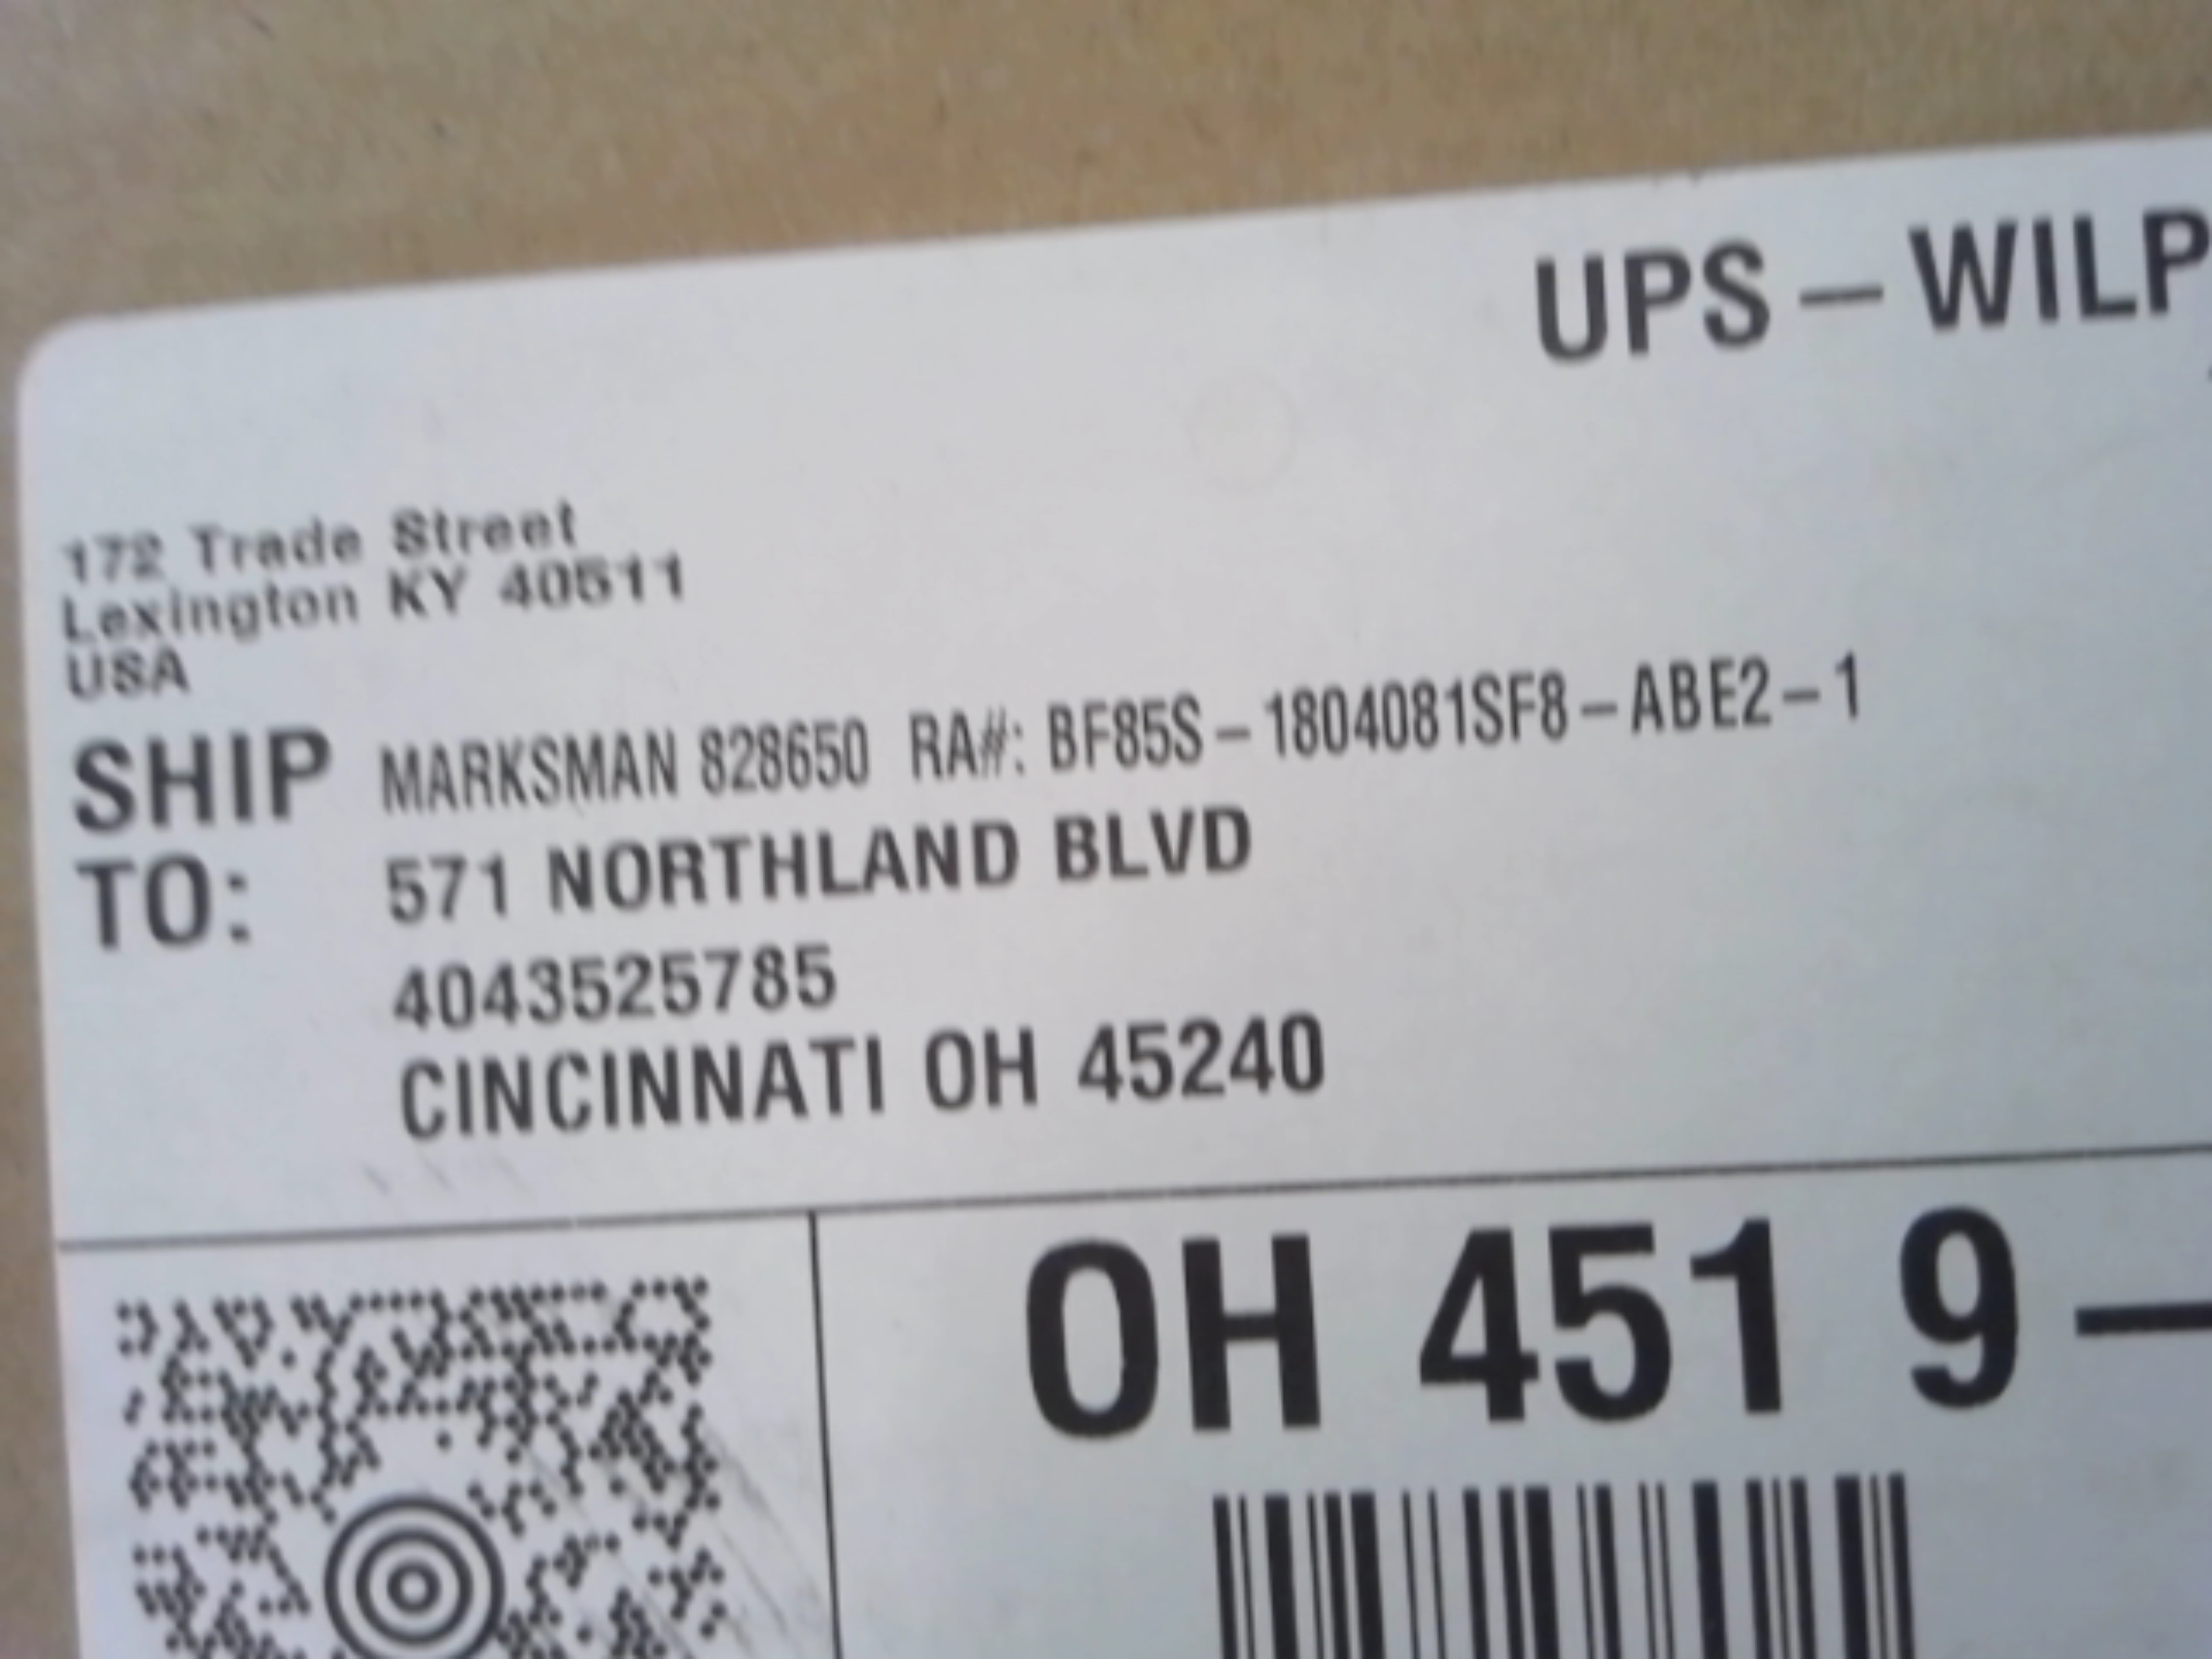 UPS – WILP
172 Trade Street
Lexington KY 40511
USA
SHIP TO: MARKSMAN 828650 RA#: BF85S – 1804081SF8 – ABE2 – 1
571 NORTHLAND BLVD
4043525785
CINCINNATI OH 45240
OH 451 9 –